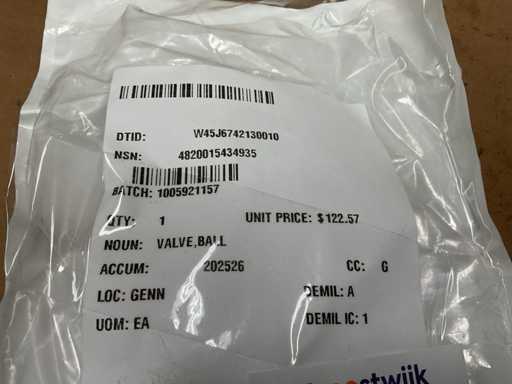 DTID: W45J6742130010
NSN: 4820015434935
BATCH: 1005921157
QTY: 1 UNIT PRICE: $122.57
NOUN: VALVE,BALL
ACCUM: 202526 CC: G
LOC: GENN DEMIL: A
UOM: EA DEMIL IC: 1